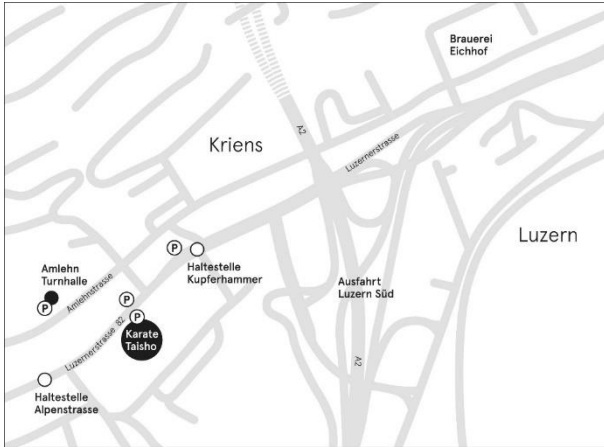 Brauerei
Eichhof
A2
Kriens
Luzernerstrasse
Luzern
P
Haltestelle
Kupferhammer
Amlehn
Turnhalle
Ausfahrt
Luzern Süd
P
Amlehnstrasse
P
P
Luzernerstrasse 82
Karate
Taisho
A2
Haltestelle
Alpenstrasse